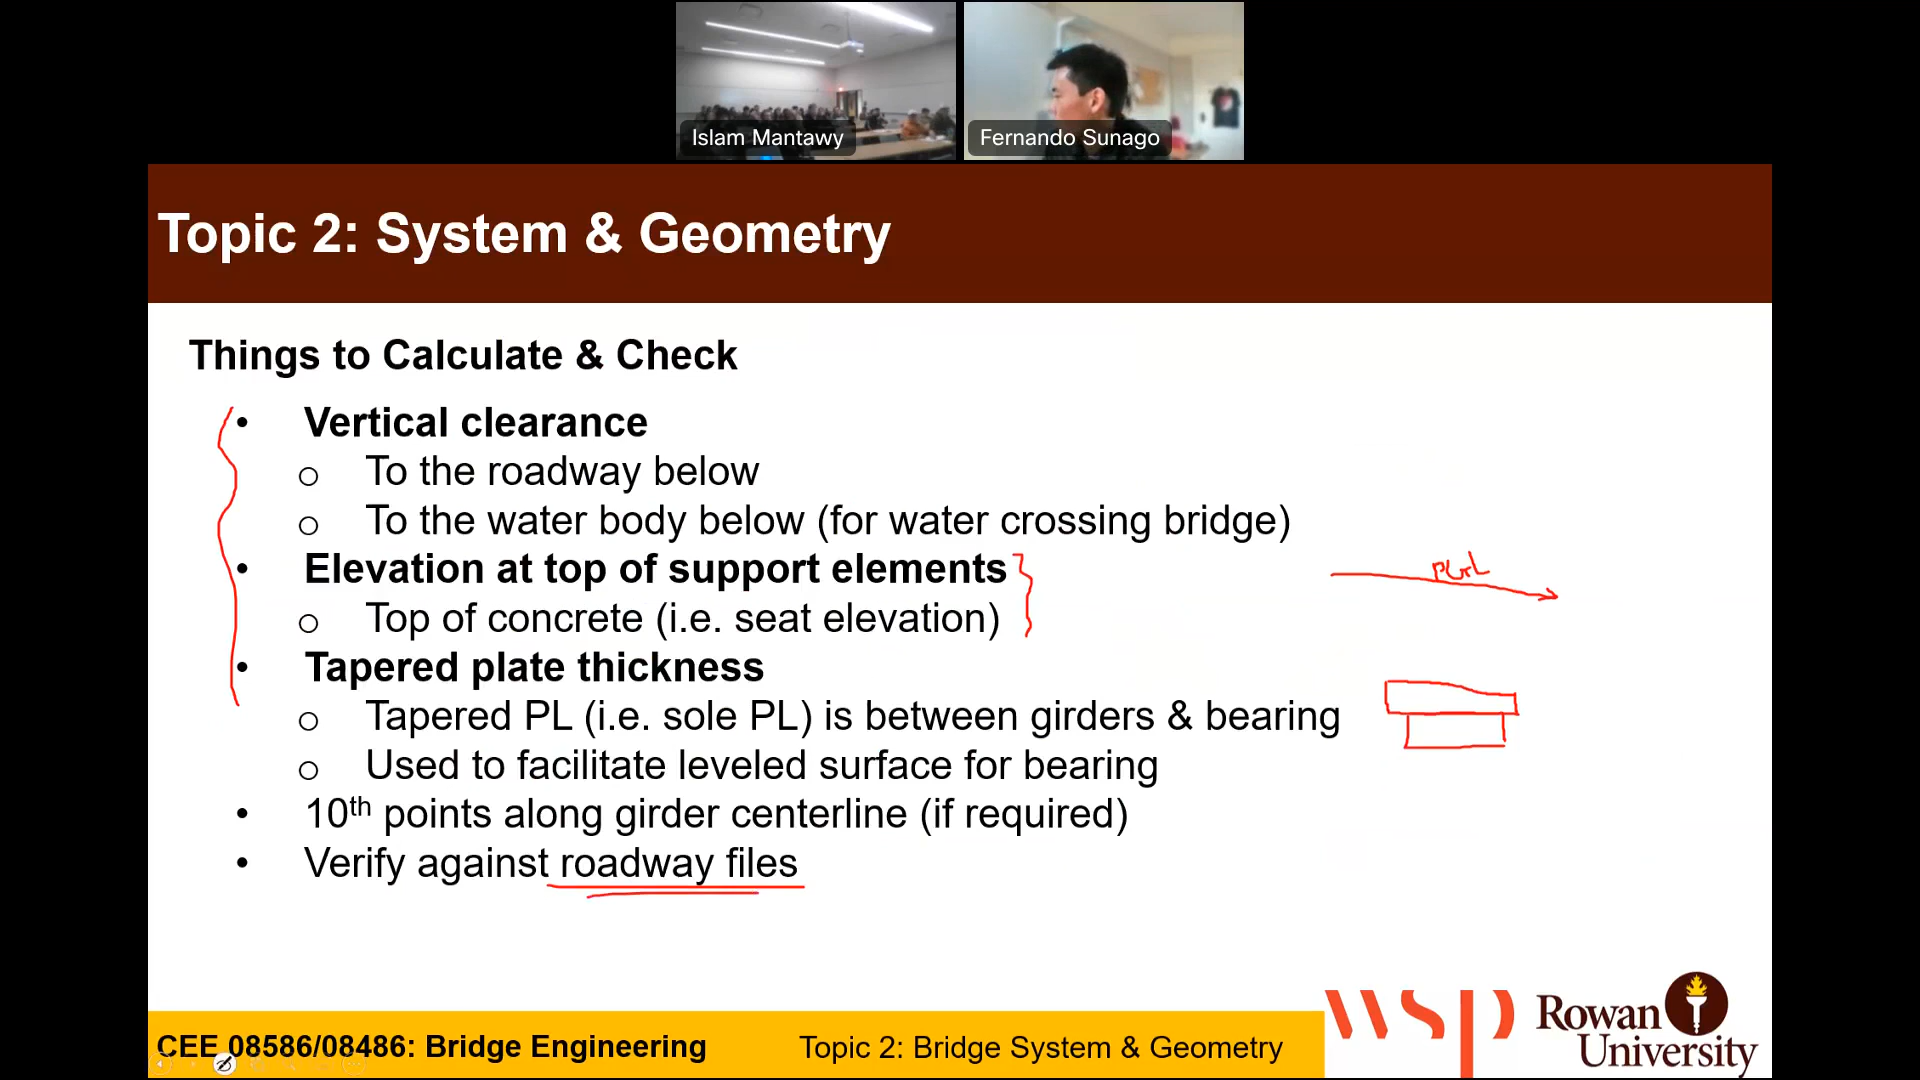 Islam Mantawy
Fernando Sunago
Topic 2: System & Geometry
Things to Calculate & Check
• Vertical clearance
o To the roadway below
o To the water body below (for water crossing bridge)
• Elevation at top of support elements
PGL
o Top of concrete (i.e. seat elevation)
• Tapered plate thickness
o Tapered PL (i.e. sole PL) is between girders & bearing
o Used to facilitate leveled surface for bearing
• 10th points along girder centerline (if required)
• Verify against roadway files
wsp
Rowan
University
CEE 08586/08486: Bridge Engineering
Topic 2: Bridge System & Geometry